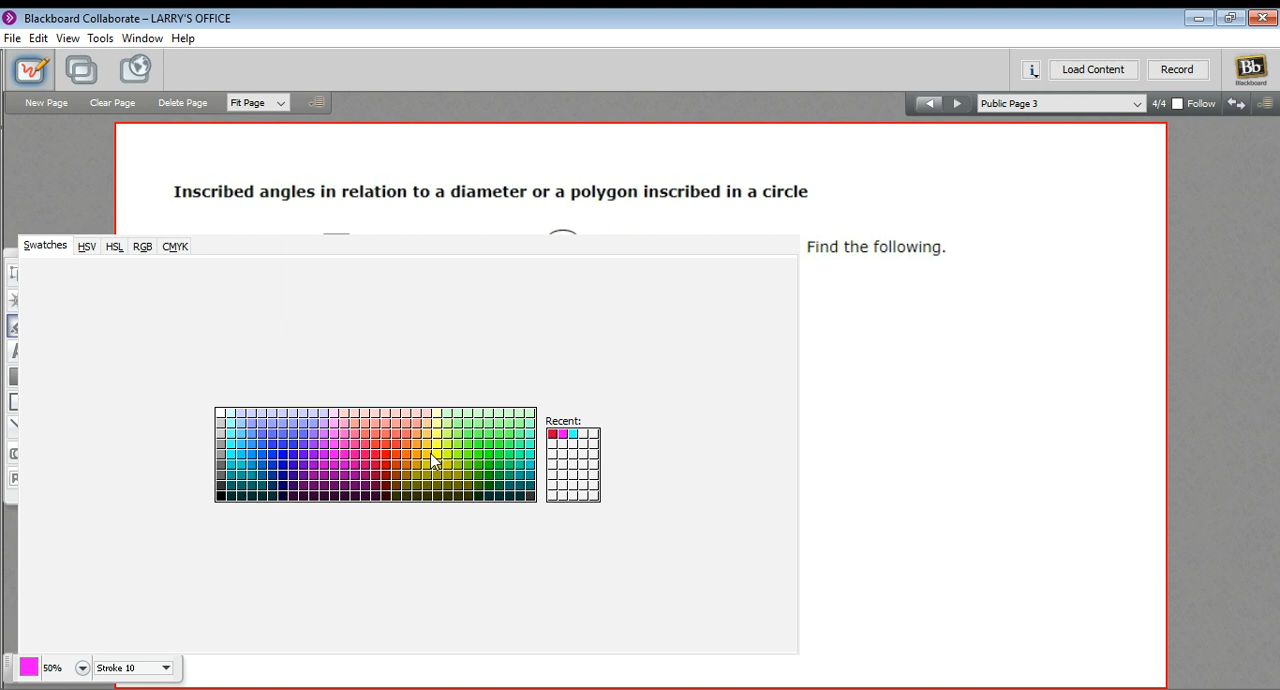 Blackboard Collaborate – LARRY'S OFFICE
File Edit View Tools Window Help
i Load Content Record Bb Blackboard
New Page Clear Page Delete Page Fit Page Public Page 3 4/4 Follow
Inscribed angles in relation to a diameter or a polygon inscribed in a circle
Swatches HSV HSL RGB CMYK
Find the following.
Recent:
50% Stroke 10